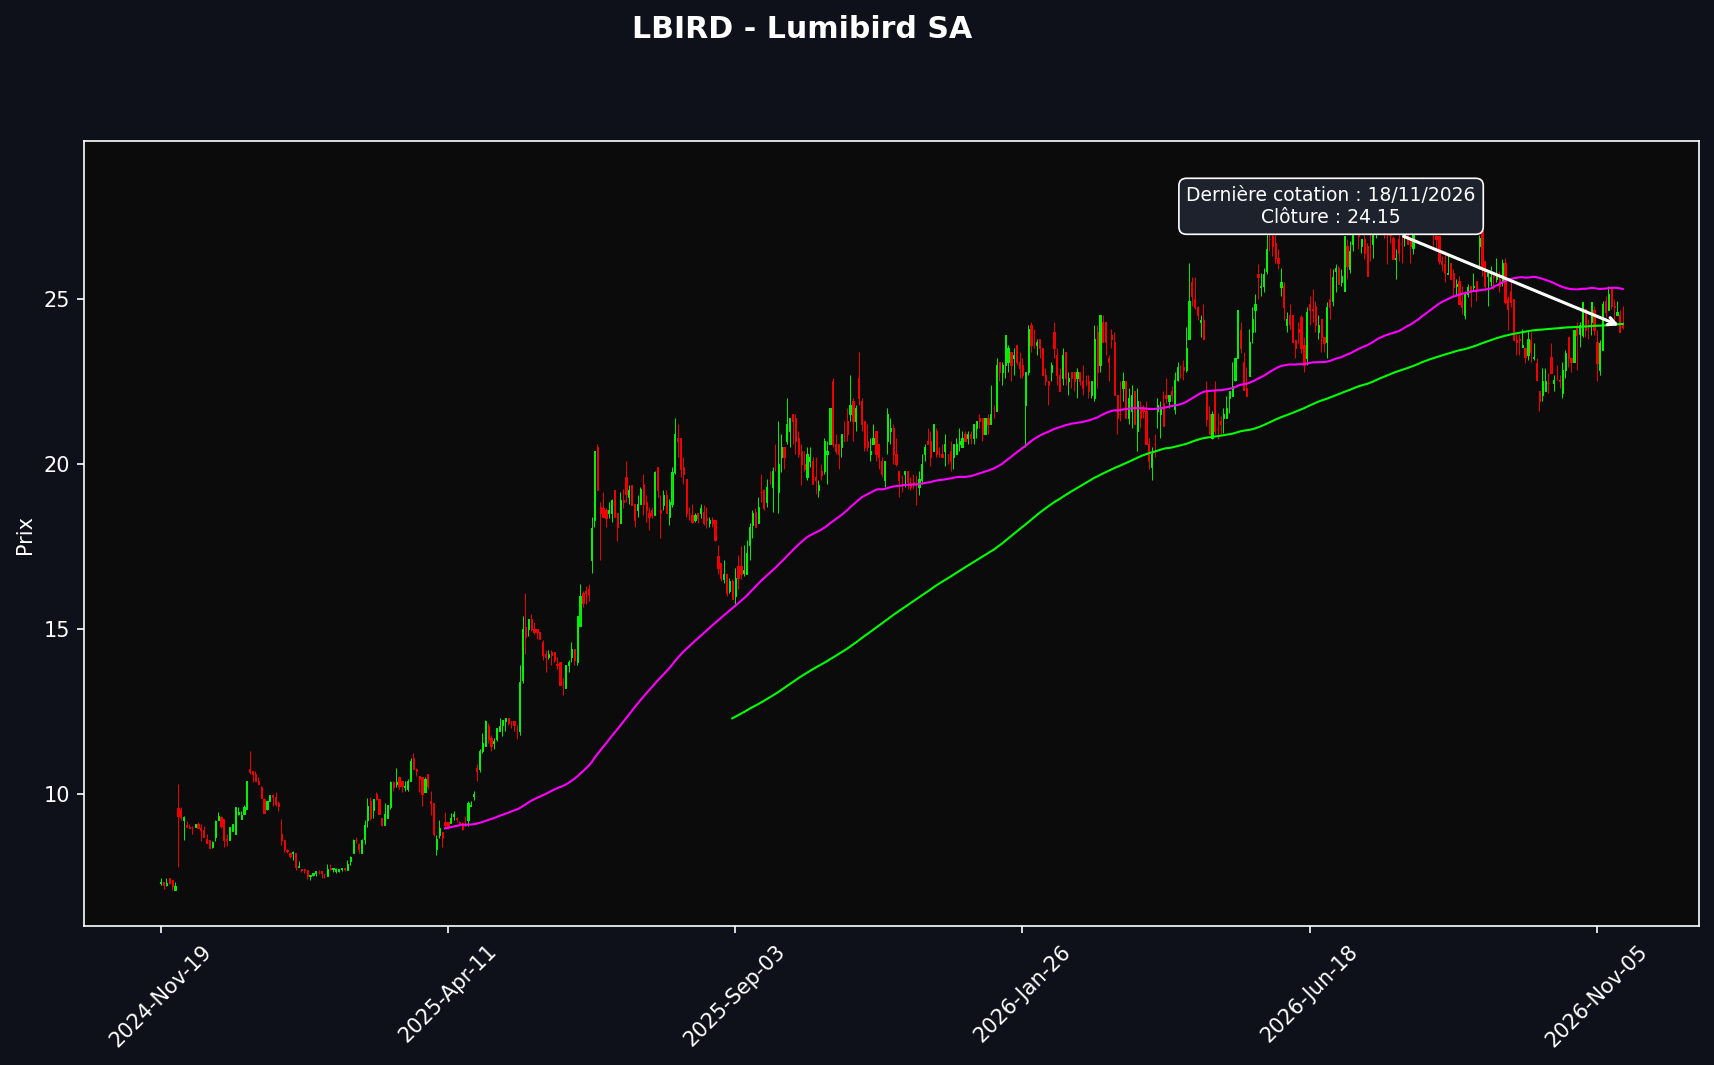 LBIRD - Lumibird SA
Dernière cotation : 18/11/2026
Clôture : 24.15
Prix
25
20
15
10
2024-Nov-19
2025-Apr-11
2025-Sep-03
2026-Jan-26
2026-Jun-18
2026-Nov-05